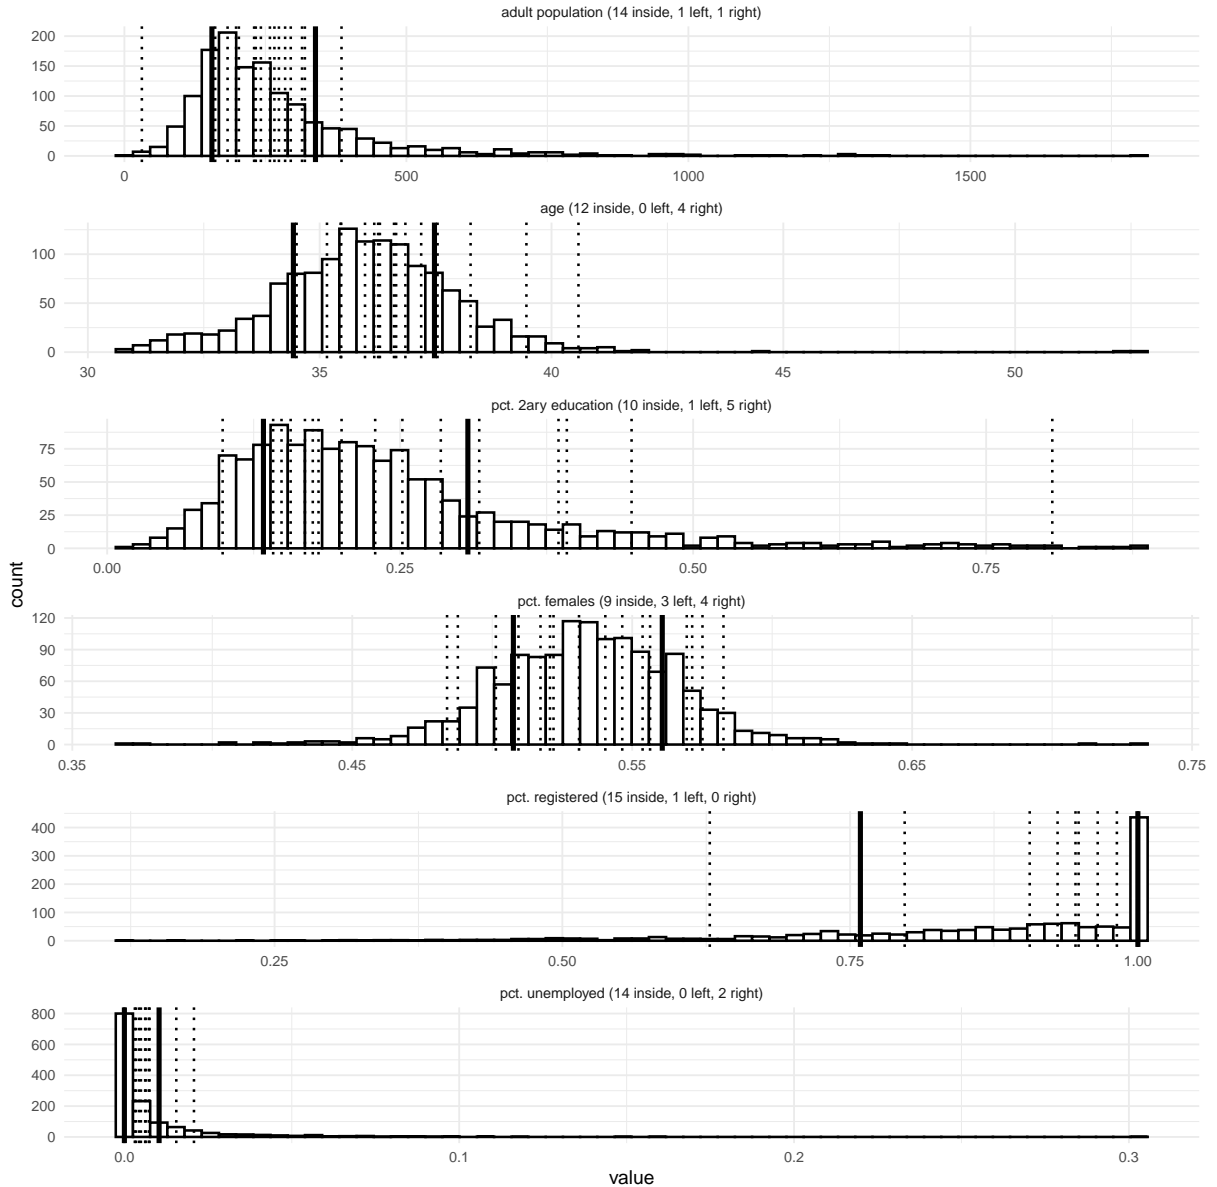 adult population (14 inside, 1 left, 1 right)
200
150
100
50
0
0 500 1000 1500
age (12 inside, 0 left, 4 right)
100
50
0
30 35 40 45 50
pct. 2ary education (10 inside, 1 left, 5 right)
75
50
25
0
0.00 0.25 0.50 0.75
count
pct. females (9 inside, 3 left, 4 right)
120
90
60
30
0
0.35 0.45 0.55 0.65 0.75
pct. registered (15 inside, 1 left, 0 right)
400
300
200
100
0
0.25 0.50 0.75 1.00
pct. unemployed (14 inside, 0 left, 2 right)
800
600
400
200
0
0.0 0.1 0.2 0.3
value